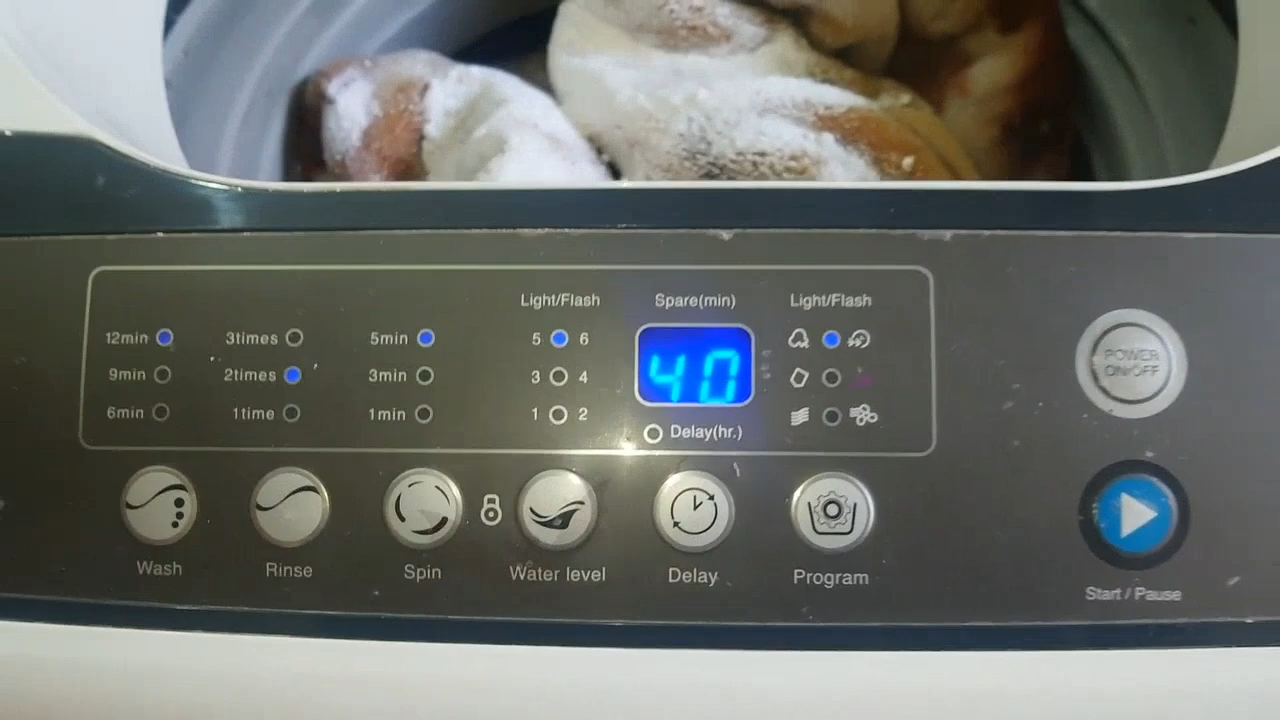 Light/Flash Spare(min) Light/Flash
12min 3times 5min 5 6
9min 2times 3min 3 4
6min 1time 1min 1 2
40
Delay(hr.)
POWER
ON/OFF
Wash Rinse Spin Water level Delay Program
Start / Pause